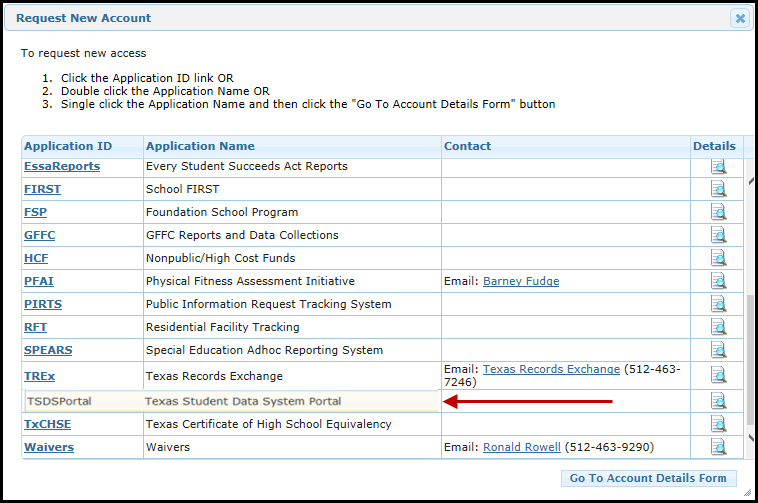 Request New Account
To request new access
1. Click the Application ID link OR
2. Double click the Application Name OR
3. Single click the Application Name and then click the "Go To Account Details Form" button
Application ID Application Name Contact Details
EssaReports Every Student Succeeds Act Reports
FIRST School FIRST
FSP Foundation School Program
GFFC GFFC Reports and Data Collections
HCF Nonpublic/High Cost Funds
PFAI Physical Fitness Assessment Initiative Email: Barney Fudge
PIRTS Public Information Request Tracking System
RFT Residential Facility Tracking
SPEARS Special Education Adhoc Reporting System
TREx Texas Records Exchange Email: Texas Records Exchange (512-463-
7246)
TSDSPortal Texas Student Data System Portal
TxCHSE Texas Certificate of High School Equivalency
Waivers Waivers Email: Ronald Rowell (512-463-9290)
Go To Account Details Form